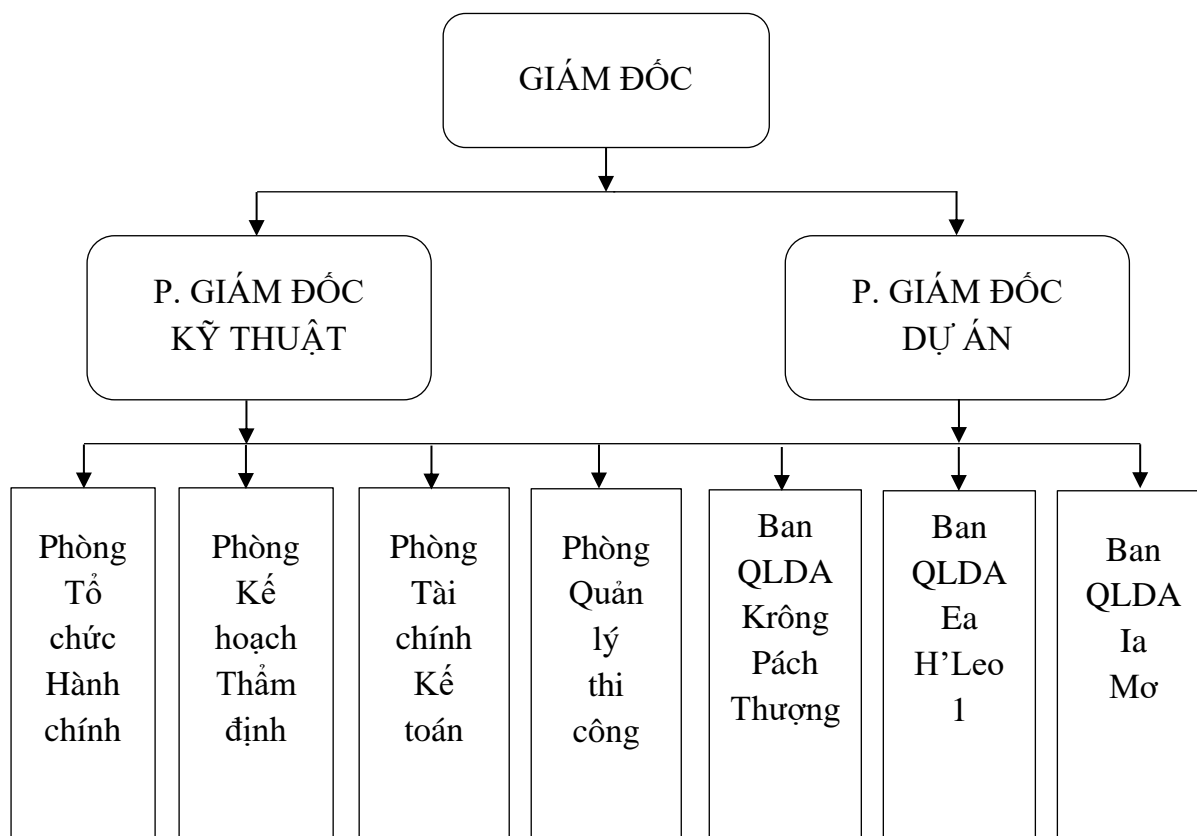 GIÁM ĐỐC
P. GIÁM ĐỐC
KỸ THUẬT
P. GIÁM ĐỐC
DỰ ÁN
Phòng
Tổ
chức
Hành
chính
Phòng
Kế
hoạch
Thẩm
định
Phòng
Tài
chính
Kế
toán
Phòng
Quản
lý
thi
công
Ban
QLDA
Krông
Pách
Thượng
Ban
QLDA
Ea
H’Leo
1
Ban
QLDA
Ia
Mơ